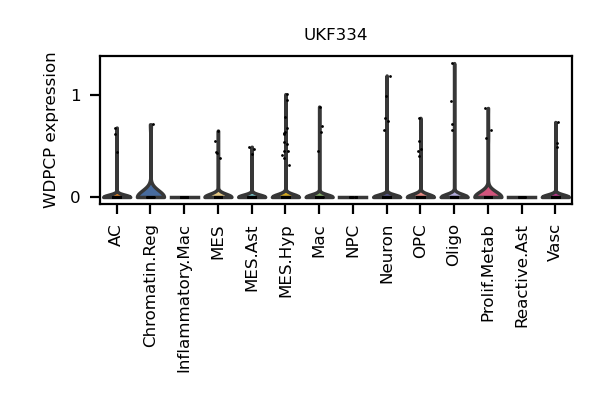 UKF334
WDPCP expression
1
0
AC
Chromatin.Reg
Inflammatory.Mac
MES
MES.Ast
MES.Hyp
Mac
NPC
Neuron
OPC
Oligo
Prolif.Metab
Reactive.Ast
Vasc